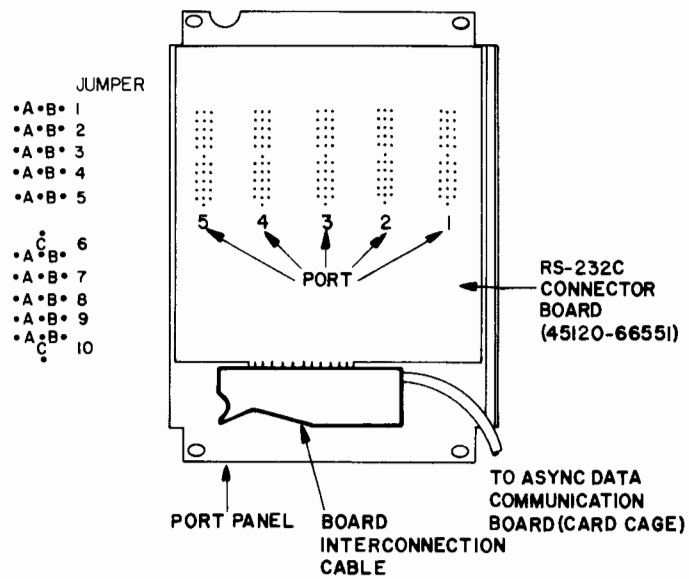 JUMPER
•A•B• 1
•A•B• 2
•A•B• 3
•A•B• 4
•A•B• 5
C 6
•A•B•
•A•B• 7
•A•B• 8
•A•B• 9
•A•B•
C 10
5 4 3 2 1
PORT
RS-232C
CONNECTOR
BOARD
(45120-66551)
TO ASYNC DATA
COMMUNICATION
BOARD (CARD CAGE)
PORT PANEL
BOARD
INTERCONNECTION
CABLE